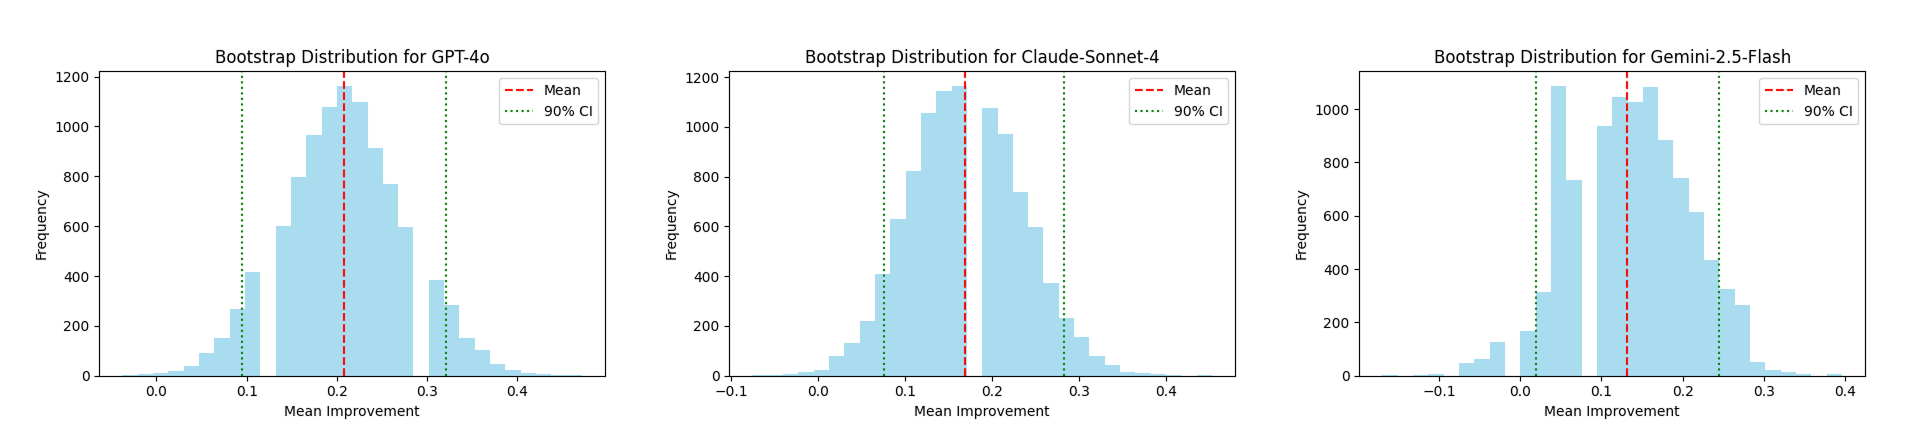 Bootstrap Distribution for GPT-4o
1200
1000
800
600
400
200
0
Frequency
0.0 0.1 0.2 0.3 0.4
Mean Improvement
Mean
90% CI
Bootstrap Distribution for Claude-Sonnet-4
1200
1000
800
600
400
200
0
Frequency
−0.1 0.0 0.1 0.2 0.3 0.4
Mean Improvement
Mean
90% CI
Bootstrap Distribution for Gemini-2.5-Flash
1000
800
600
400
200
0
Frequency
−0.1 0.0 0.1 0.2 0.3 0.4
Mean Improvement
Mean
90% CI